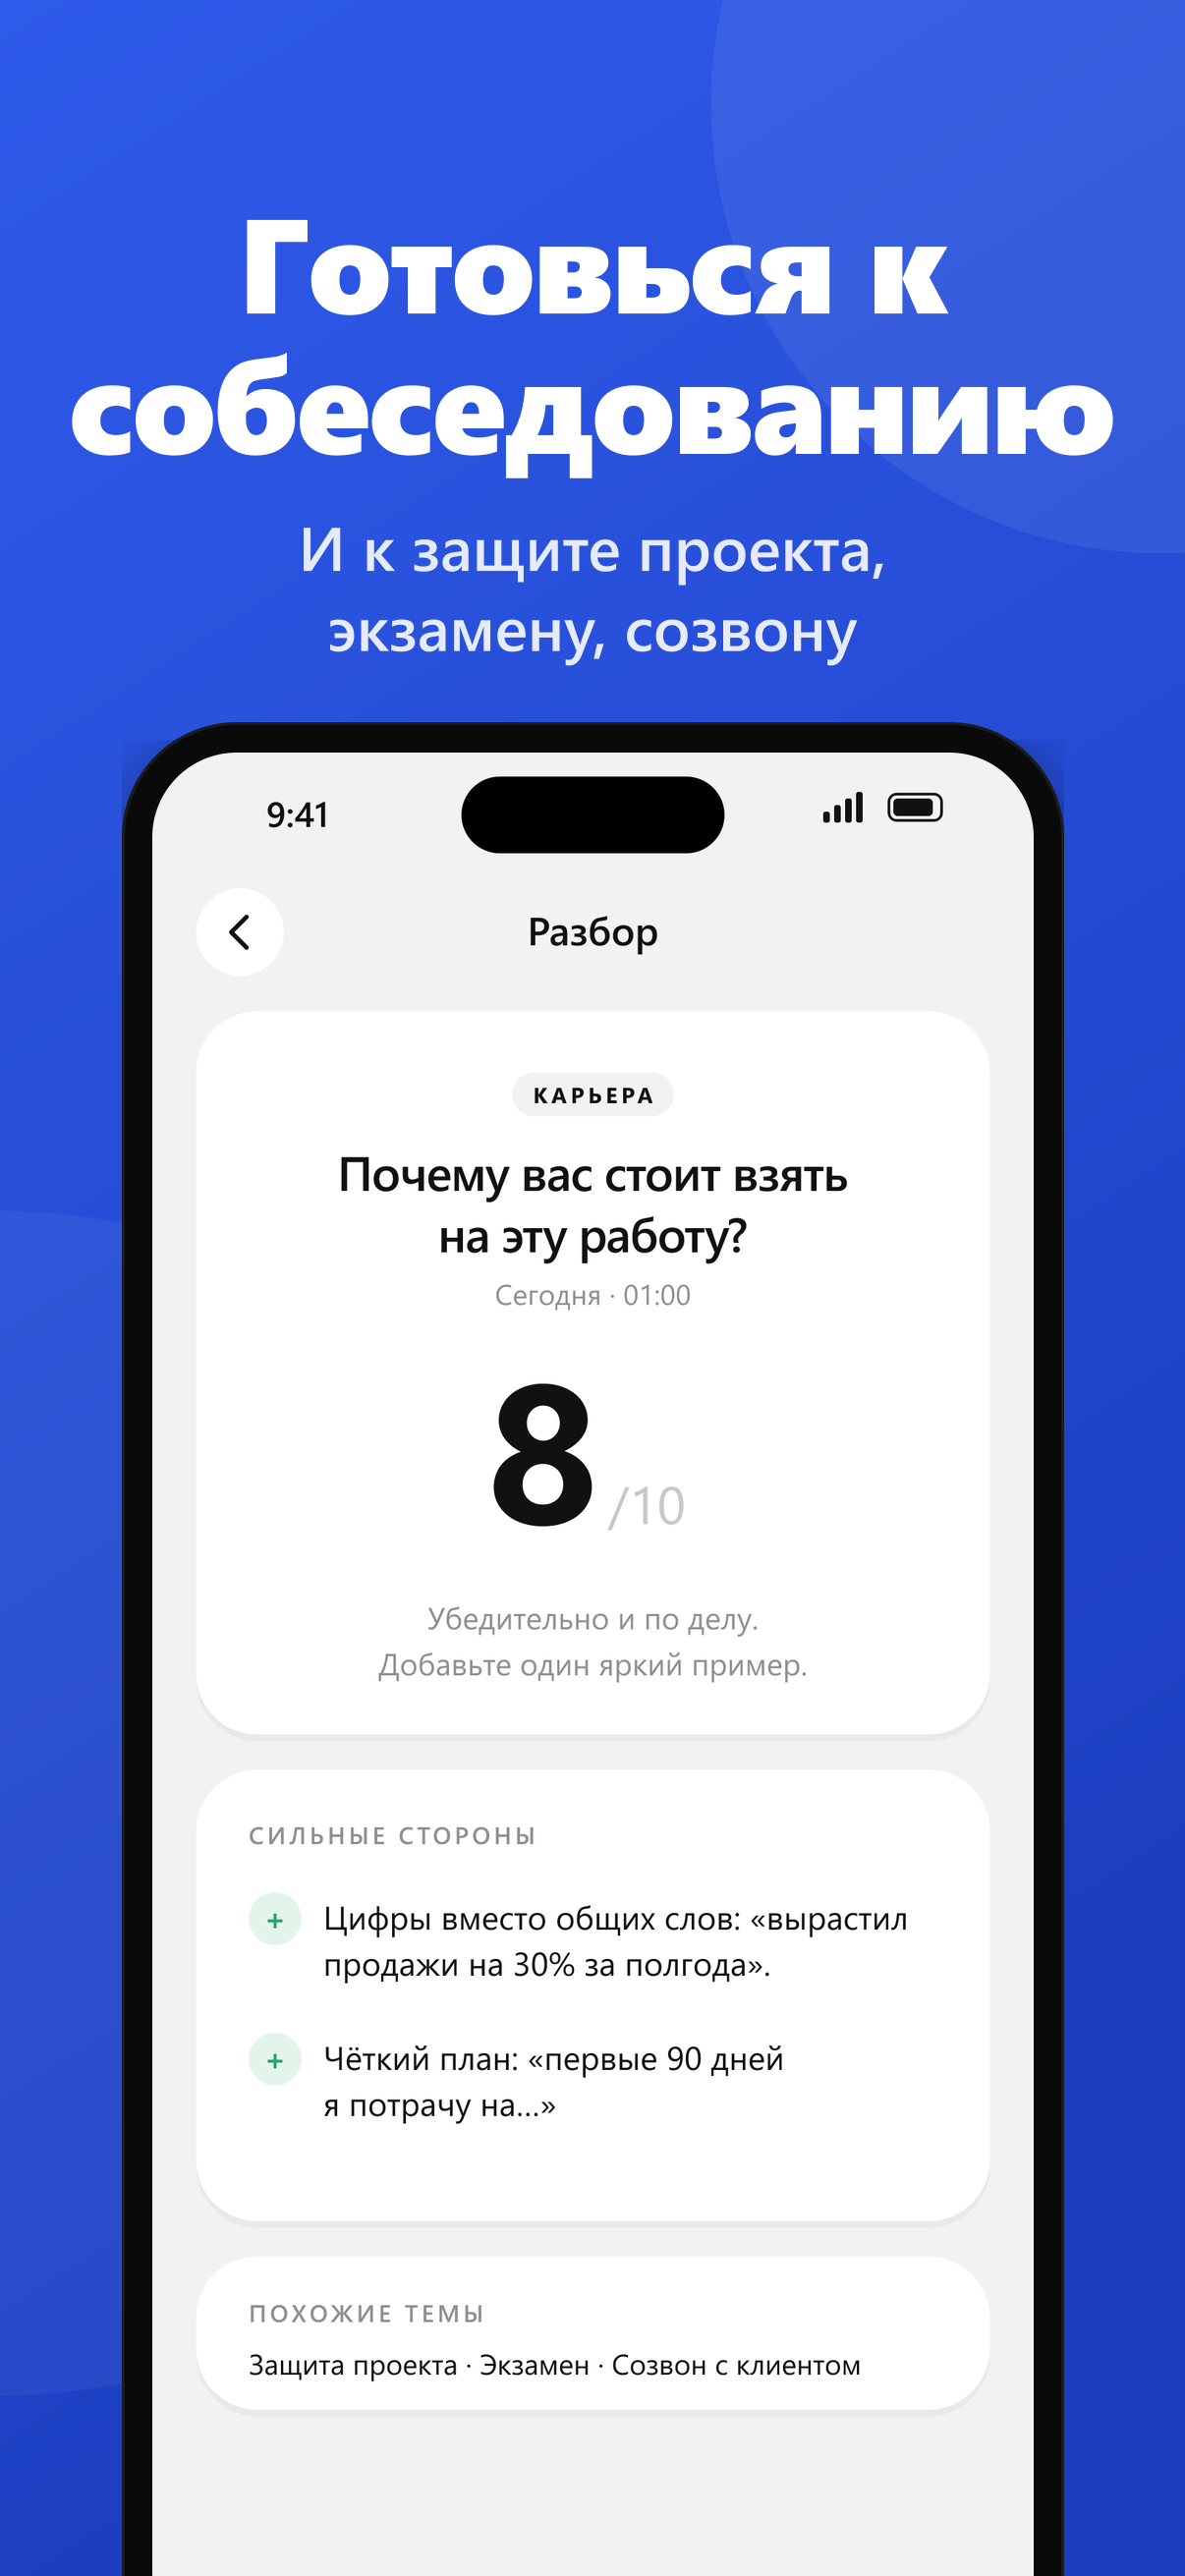 Готовься к
собеседованию
И к защите проекта,
экзамену, созвону
9:41
Разбор
КАРЬЕРА
Почему вас стоит взять
на эту работу?
Сегодня · 01:00
8/10
Убедительно и по делу.
Добавьте один яркий пример.
СИЛЬНЫЕ СТОРОНЫ
+ Цифры вместо общих слов: «вырастил
продажи на 30% за полгода».
+ Чёткий план: «первые 90 дней
я потрачу на...»
ПОХОЖИЕ ТЕМЫ
Защита проекта · Экзамен · Созвон с клиентом